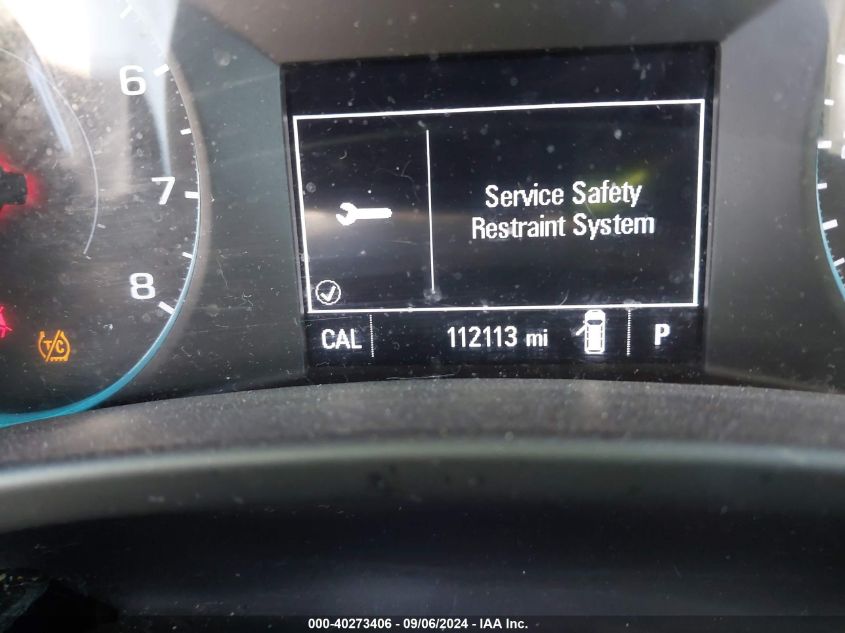 6
7
8
T/C
Service Safety
Restraint System
CAL 112113 mi P
000-40273406 - 09/06/2024 - IAA Inc.